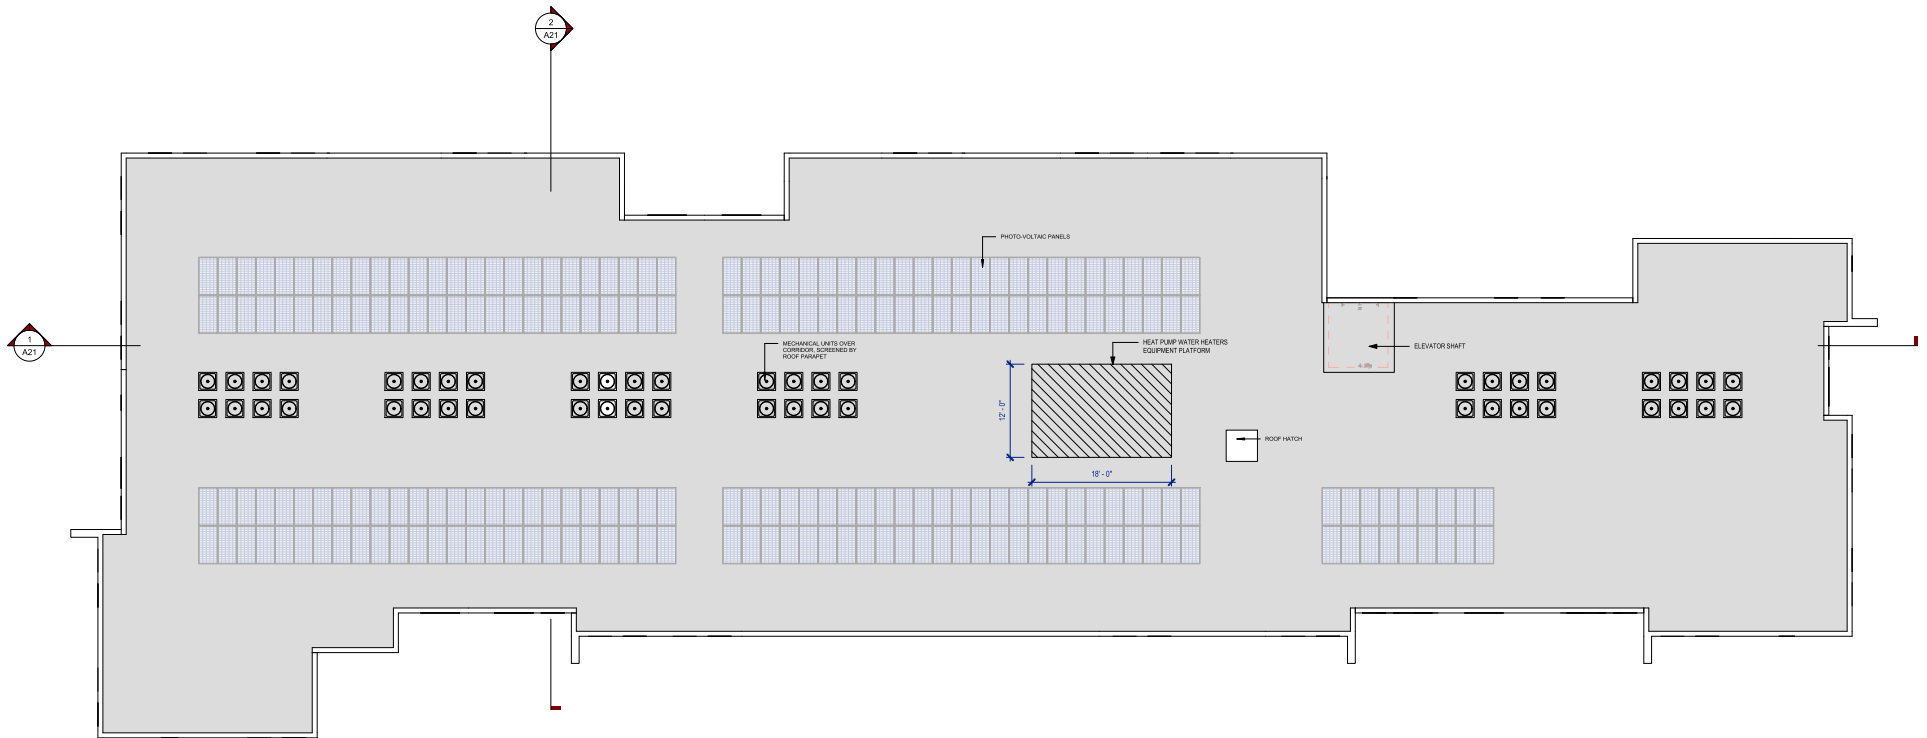 2
A21
PHOTO-VOLTAIC PANELS
1
A21
MECHANICAL UNITS OVER
CORRIDOR, SCREENED BY
ROOF PARAPET
HEAT PUMP WATER HEATERS
EQUIPMENT PLATFORM
ELEVATOR SHAFT
12' - 0"
ROOF HATCH
18' - 0"